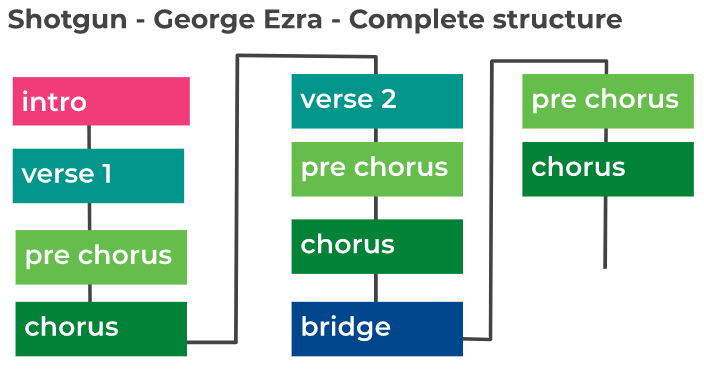 Shotgun - George Ezra - Complete structure
intro
verse 1
pre chorus
chorus
verse 2
pre chorus
chorus
bridge
pre chorus
chorus